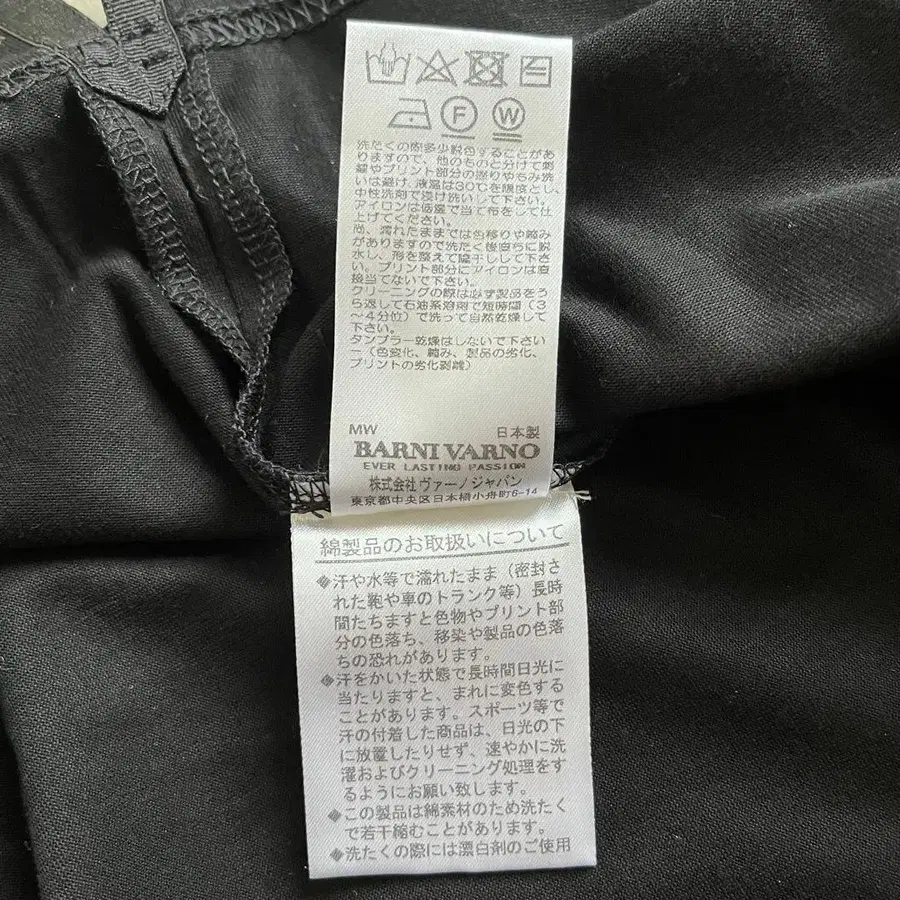 F W
洗たくの際多少脱色することがあ
りますので、他のものと分けて刺
繍やプリント部分の擦りやもみ洗
いは避け、液温は30℃を限度とし、
中性洗剤で浸け洗いして下さい。
アイロンは低温で当て布をして仕
上げてください。
尚、濡れたままでは色移りや縮み
がありますので洗たく後直ちに脱
水し、形を整えて陰干しして下さ
い。プリント部分にアイロンは直
接当てないで下さい。
クリーニングの際は必ず製品をう
ら返して石油系溶剤で短時間(3
〜4分位)で洗って自然乾燥して
下さい。
タンブラー乾燥はしないで下さい
ー(色変化、縮み、製品の劣化、
プリントの劣化剥離)
MW 日本製
BARNI VARNO
EVER LASTING PASSION
株式会社 ヴァーノジャパン
東京都中央区日本橋小舟町6-14
綿製品のお取扱いについて
◆汗や水等で濡れたまま(密封さ
れた鞄や車のトランク等)長時
間たちますと色物やプリント部
分の色落ち、移染や製品の色落
ちの恐れがあります。
◆汗をかいた状態で長時間日光に
当たりますと、まれに変色する
ことがあります。スポーツ等で
汗の付着した商品は、日光の下
に放置したりせず、速やかに洗
濯およびクリーニング処理をす
るようにお願い致します。
◆この製品は綿素材のため洗たく
で若干縮むことがあります。
◆洗たくの際には漂白剤のご使用